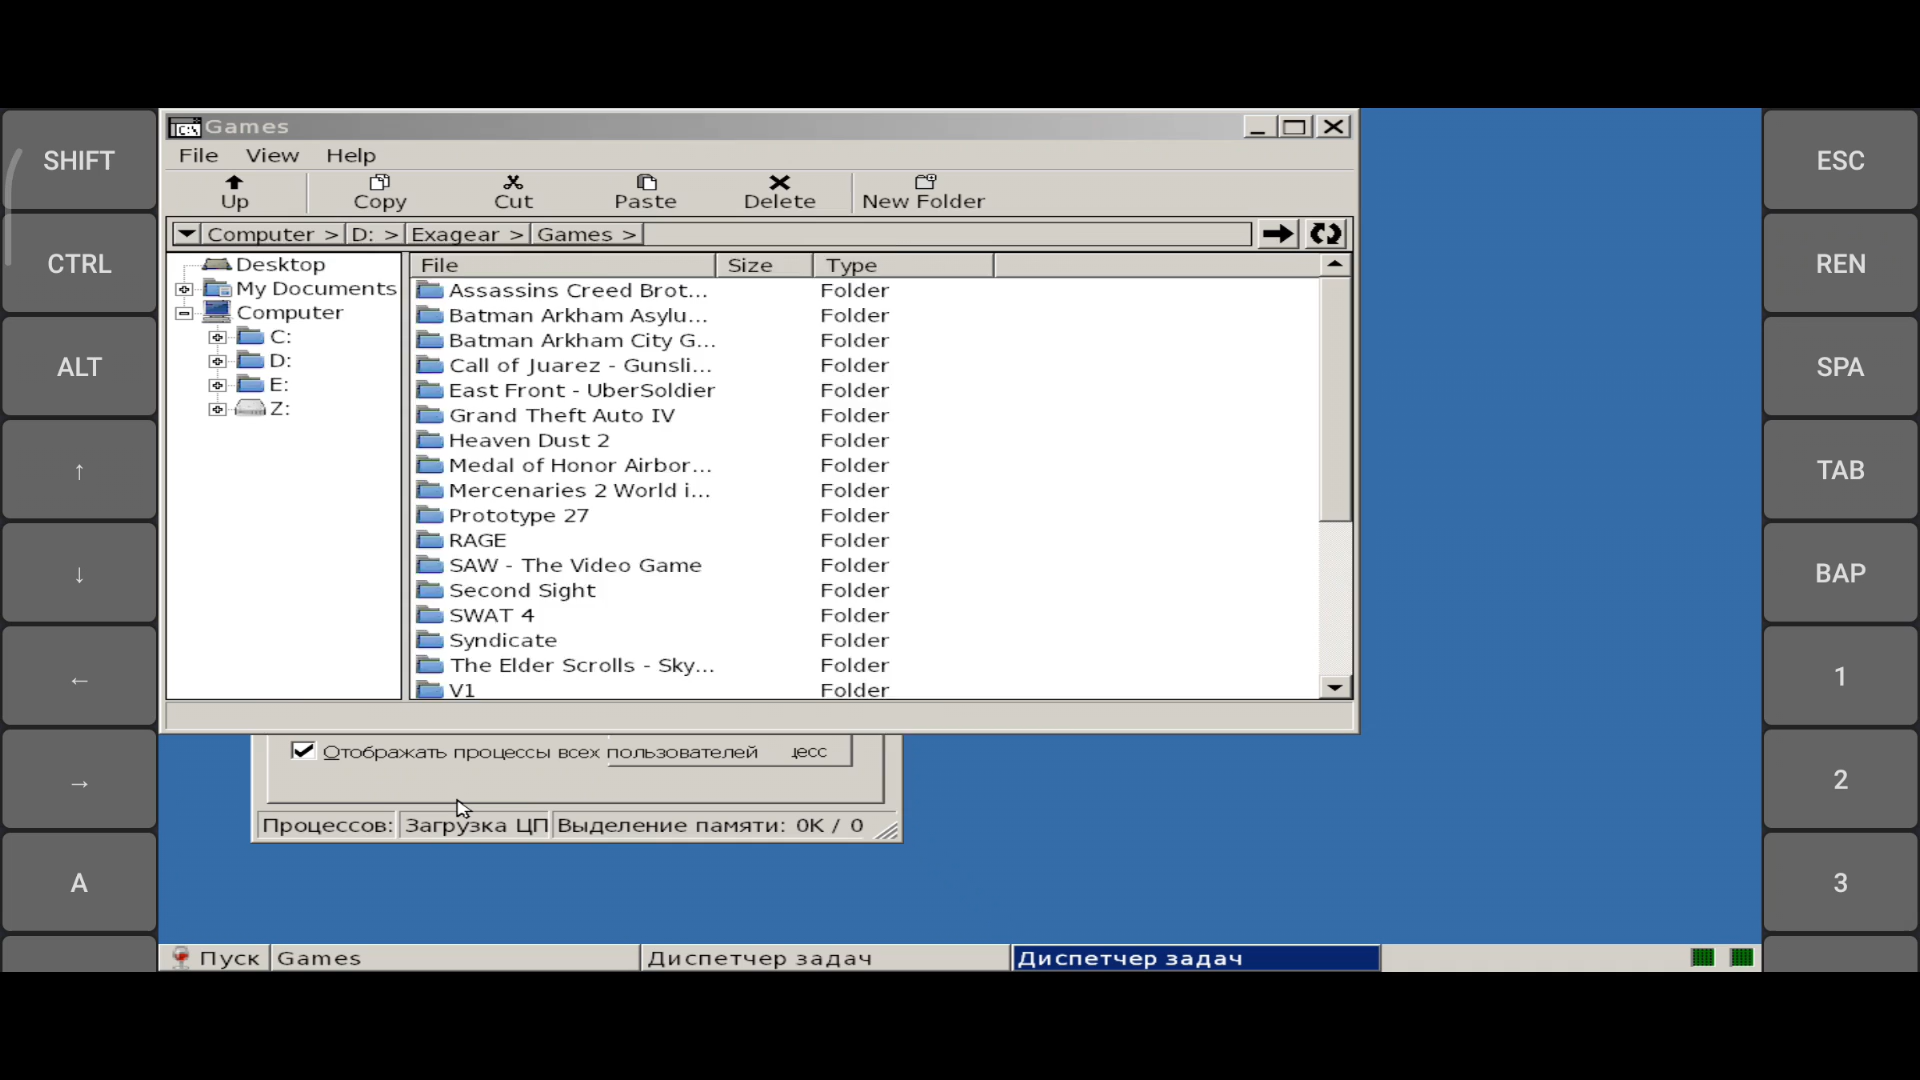 SHIFT
CTRL
ALT
↑
↓
←
→
A
Games
File View Help
Up Copy Cut Paste Delete New Folder
Computer > D: > Exagear > Games >
Desktop
My Documents
Computer
C:
D:
E:
Z:
File Size Type
Assassins Creed Brot... Folder
Batman Arkham Asylu... Folder
Batman Arkham City G... Folder
Call of Juarez - Gunsli... Folder
East Front - UberSoldier Folder
Grand Theft Auto IV Folder
Heaven Dust 2 Folder
Medal of Honor Airbor... Folder
Mercenaries 2 World i... Folder
Prototype 27 Folder
RAGE Folder
SAW - The Video Game Folder
Second Sight Folder
SWAT 4 Folder
Syndicate Folder
The Elder Scrolls - Sky... Folder
V1 Folder
Отображать процессы всех пользователей
Процессов: Загрузка ЦП Выделение памяти: 0K / 0
Пуск Games Диспетчер задач Диспетчер задач
ESC
REN
SPA
TAB
BAP
1
2
3